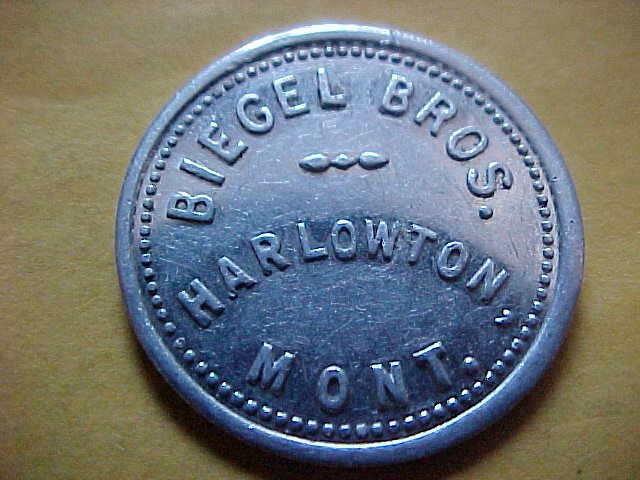 BIEGEL BROS.
HARLOWTON,
MONT.